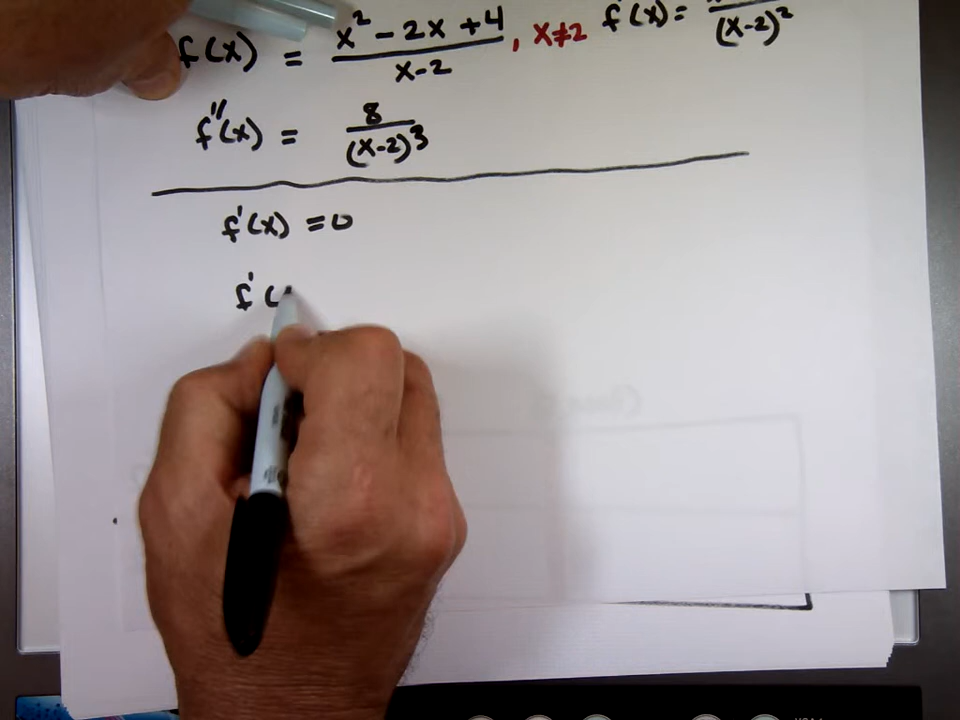 f(x) = x² - 2x + 4 / x-2 , x≠2 f'(x) = / (x-2)²
f''(x) = 8 / (x-2)³
f'(x) = 0
f' (